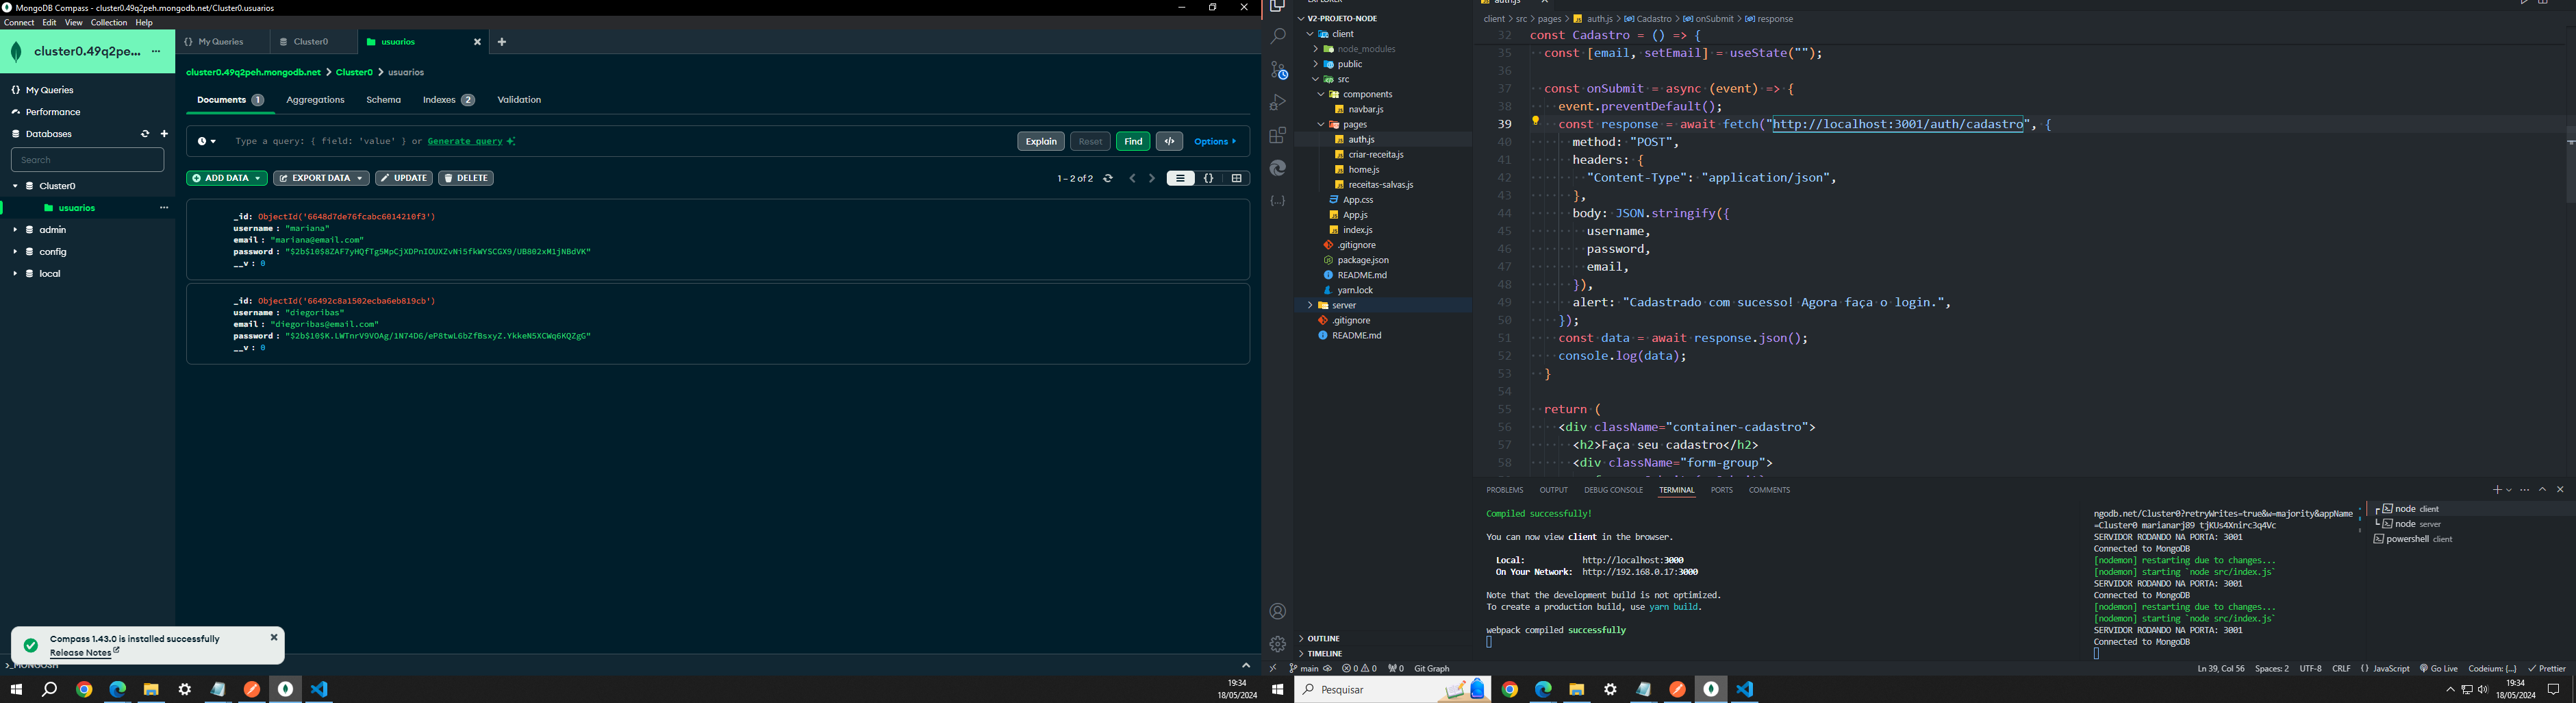 MongoDB Compass - cluster0.49q2peh.mongodb.net/Cluster0.usuarios
Connect Edit View Collection Help
cluster0.49q2pe...
My Queries
Performance
Databases
Search
Cluster0
usuarios
admin
config
local
Compass 1.43.0 is installed successfully
Release Notes
>_MONGOSH
My Queries
Cluster0
usuarios
cluster0.49q2peh.mongodb.net > Cluster0 > usuarios
Documents 1 Aggregations Schema Indexes 2 Validation
Type a query: { field: 'value' } or Generate query
Explain Reset Find </> Options
ADD DATA EXPORT DATA UPDATE DELETE
1 – 2 of 2
_id: ObjectId('6648d7de76fcabc6014210f3')
username : "mariana"
email : "mariana@email.com"
password : "$2b$10$8ZAF7yHQfTg5MpCjXDPnIOUXZvNi5fkWYSCGX9/UB802xM1jNBdVK"
__v : 0
_id: ObjectId('66492c8a1502ecba6eb819cb')
username : "diegoribas"
email : "diegoribas@email.com"
password : "$2b$10$K.LWTnrV9VOAg/1N74D6/eP8twL6bZfBsxyZ.YkkeN5XCWq6KQZgG"
__v : 0
19:34
18/05/2024
V2-PROJETO-NODE
client
node_modules
public
src
components
navbar.js
pages
auth.js
criar-receita.js
home.js
receitas-salvas.js
App.css
App.js
index.js
.gitignore
package.json
README.md
yarn.lock
server
.gitignore
README.md
OUTLINE
TIMELINE
auth.js
client > src > pages > auth.js > Cadastro > onSubmit > response
32 const Cadastro = () => {
35 const [email, setEmail] = useState("");
36
37 const onSubmit = async (event) => {
38 event.preventDefault();
39 const response = await fetch("http://localhost:3001/auth/cadastro", {
40 method: "POST",
41 headers: {
42 "Content-Type": "application/json",
43 },
44 body: JSON.stringify({
45 username,
46 password,
47 email,
48 }),
49 alert: "Cadastrado com sucesso! Agora faça o login.",
50 });
51 const data = await response.json();
52 console.log(data);
53 }
54
55 return (
56 <div className="container-cadastro">
57 <h2>Faça seu cadastro</h2>
58 <div className="form-group">
PROBLEMS OUTPUT DEBUG CONSOLE TERMINAL PORTS COMMENTS
Compiled successfully!
You can now view client in the browser.
Local: http://localhost:3000
On Your Network: http://192.168.0.17:3000
Note that the development build is not optimized.
To create a production build, use yarn build.
webpack compiled successfully
ngodb.net/Cluster0?retryWrites=true&w=majority&appName
=Cluster0 marianarj89 tjKUs4Xnirc3q4Vc
SERVIDOR RODANDO NA PORTA: 3001
Connected to MongoDB
[nodemon] restarting due to changes...
[nodemon] starting `node src/index.js`
SERVIDOR RODANDO NA PORTA: 3001
Connected to MongoDB
[nodemon] restarting due to changes...
[nodemon] starting `node src/index.js`
SERVIDOR RODANDO NA PORTA: 3001
Connected to MongoDB
node client
node server
powershell client
main 0 0 0 Git Graph
Ln 39, Col 56 Spaces: 2 UTF-8 CRLF {} JavaScript Go Live Codeium: {...} Prettier
Pesquisar
19:34
18/05/2024